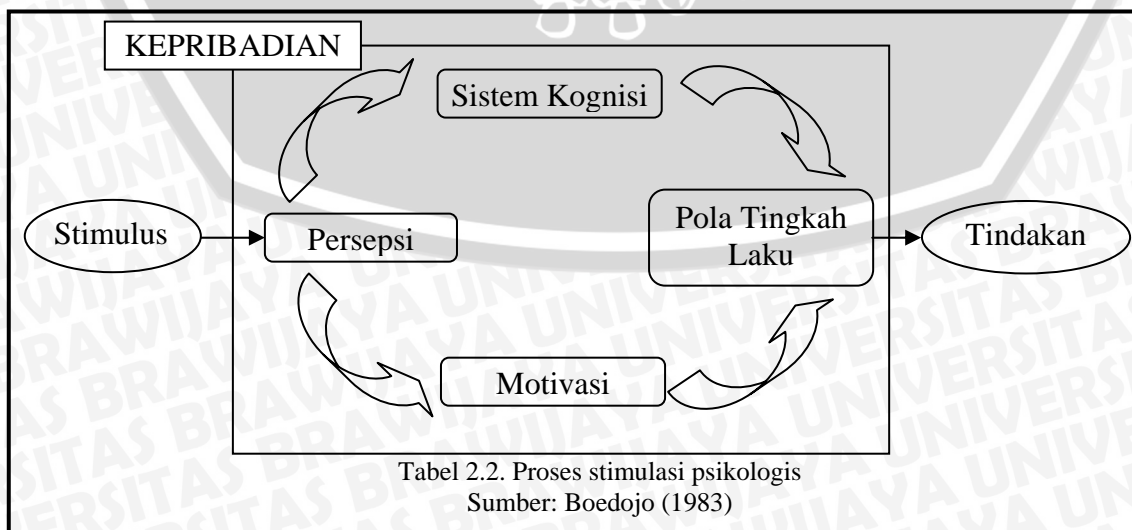 KEPRIBADIAN
Sistem Kognisi
Stimulus
Persepsi
Pola Tingkah
Laku
Tindakan
Motivasi
Tabel 2.2. Proses stimulasi psikologis
Sumber: Boedojo (1983)